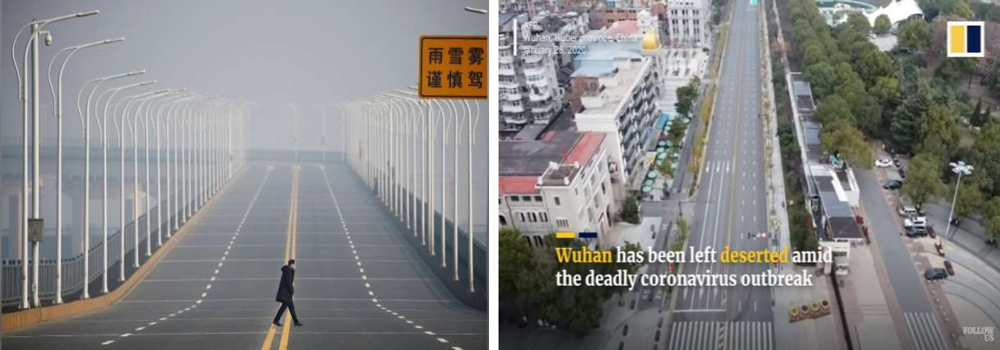 雨雪雾
谨慎驾
AFP
Wuhan, Hubei province, China
January 28, 2020
Wuhan has been left deserted amid
the deadly coronavirus outbreak
FOLLOW
US